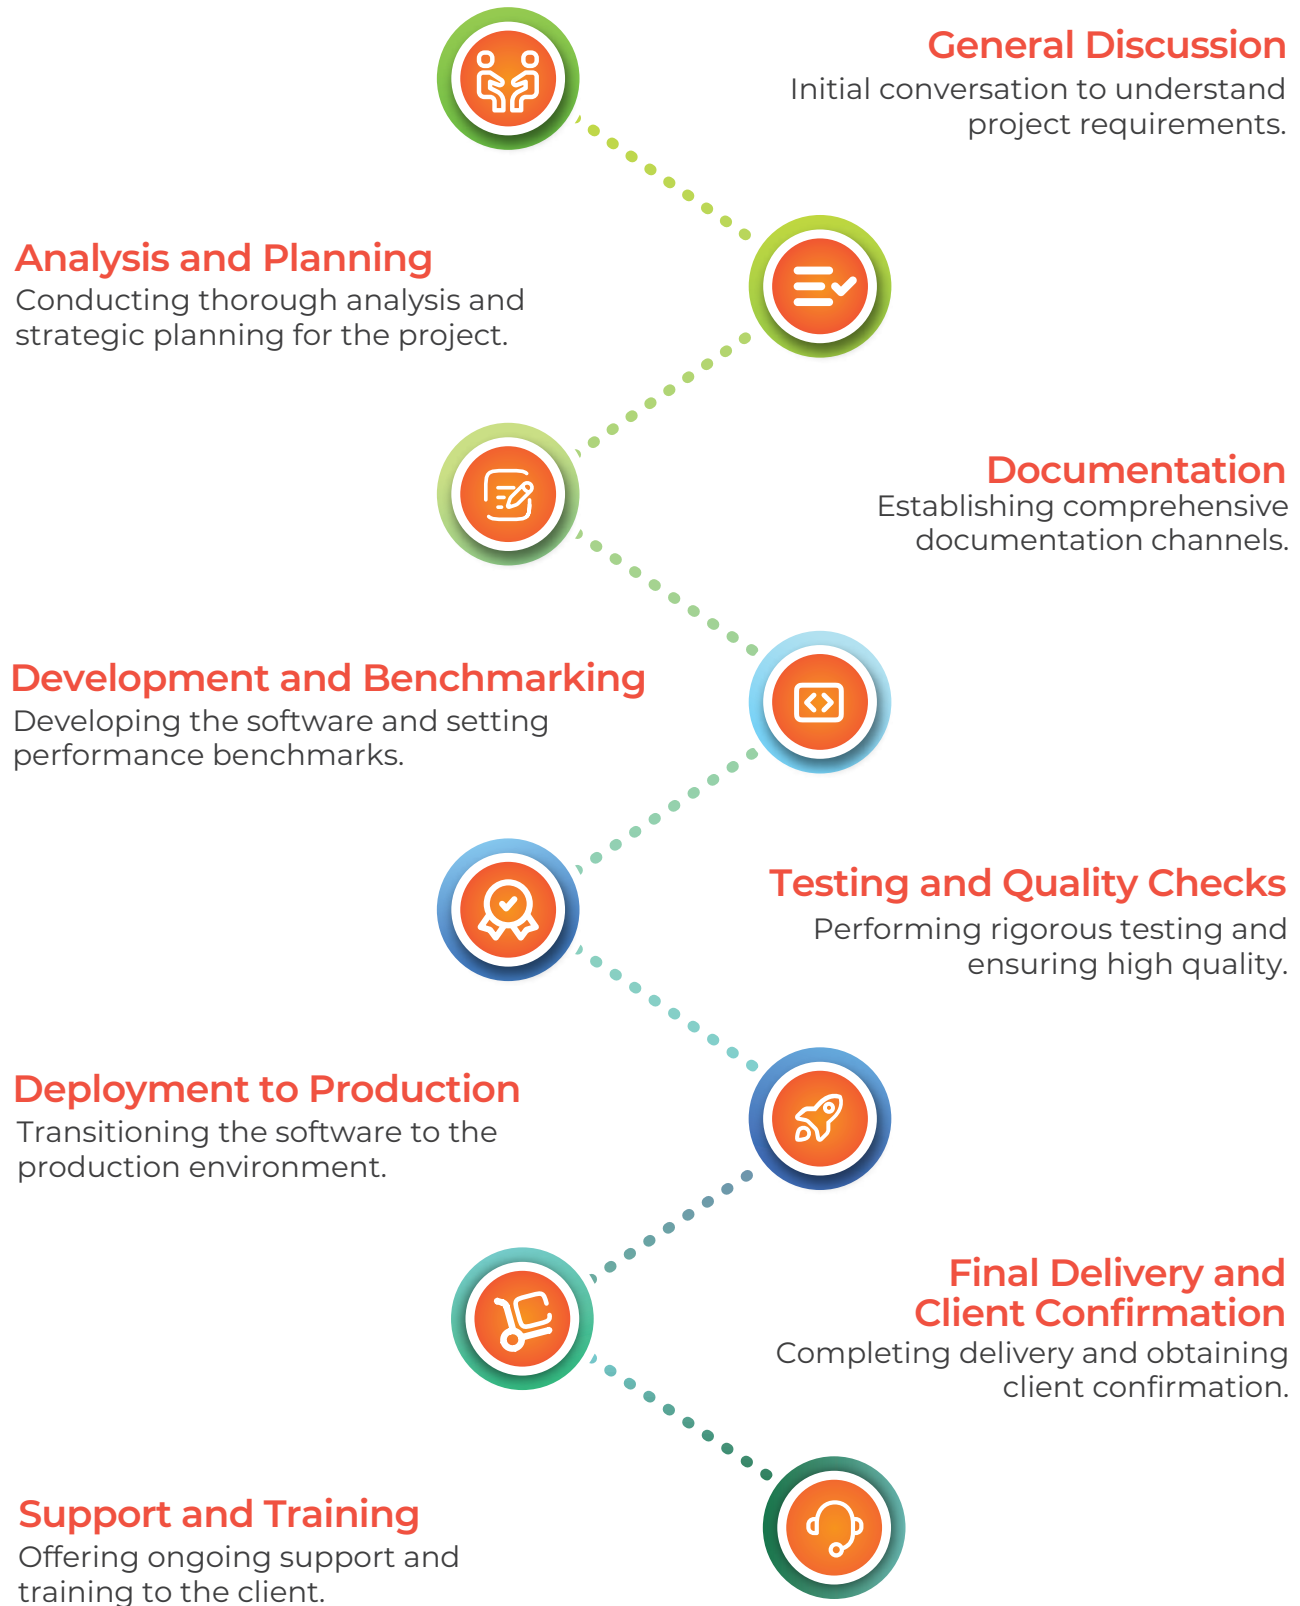 General Discussion
Initial conversation to understand
project requirements.
Analysis and Planning
Conducting thorough analysis and
strategic planning for the project.
Documentation
Establishing comprehensive
documentation channels.
Development and Benchmarking
Developing the software and setting
performance benchmarks.
Testing and Quality Checks
Performing rigorous testing and
ensuring high quality.
Deployment to Production
Transitioning the software to the
production environment.
Final Delivery and
Client Confirmation
Completing delivery and obtaining
client confirmation.
Support and Training
Offering ongoing support and
training to the client.